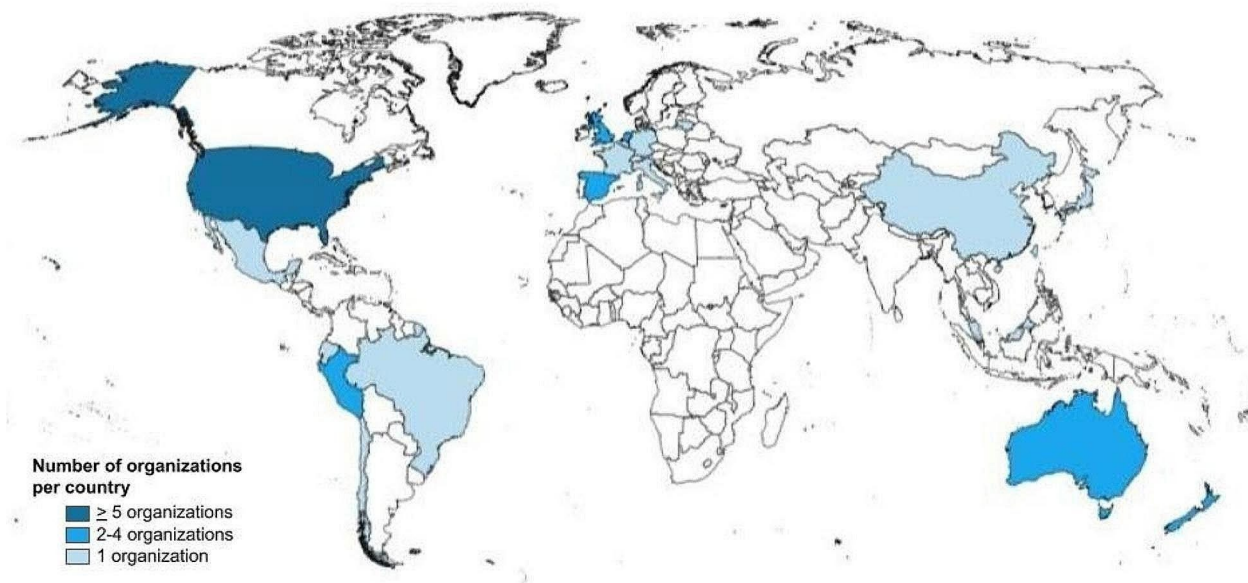 Number of organizations
per country
≥ 5 organizations
2-4 organizations
1 organization